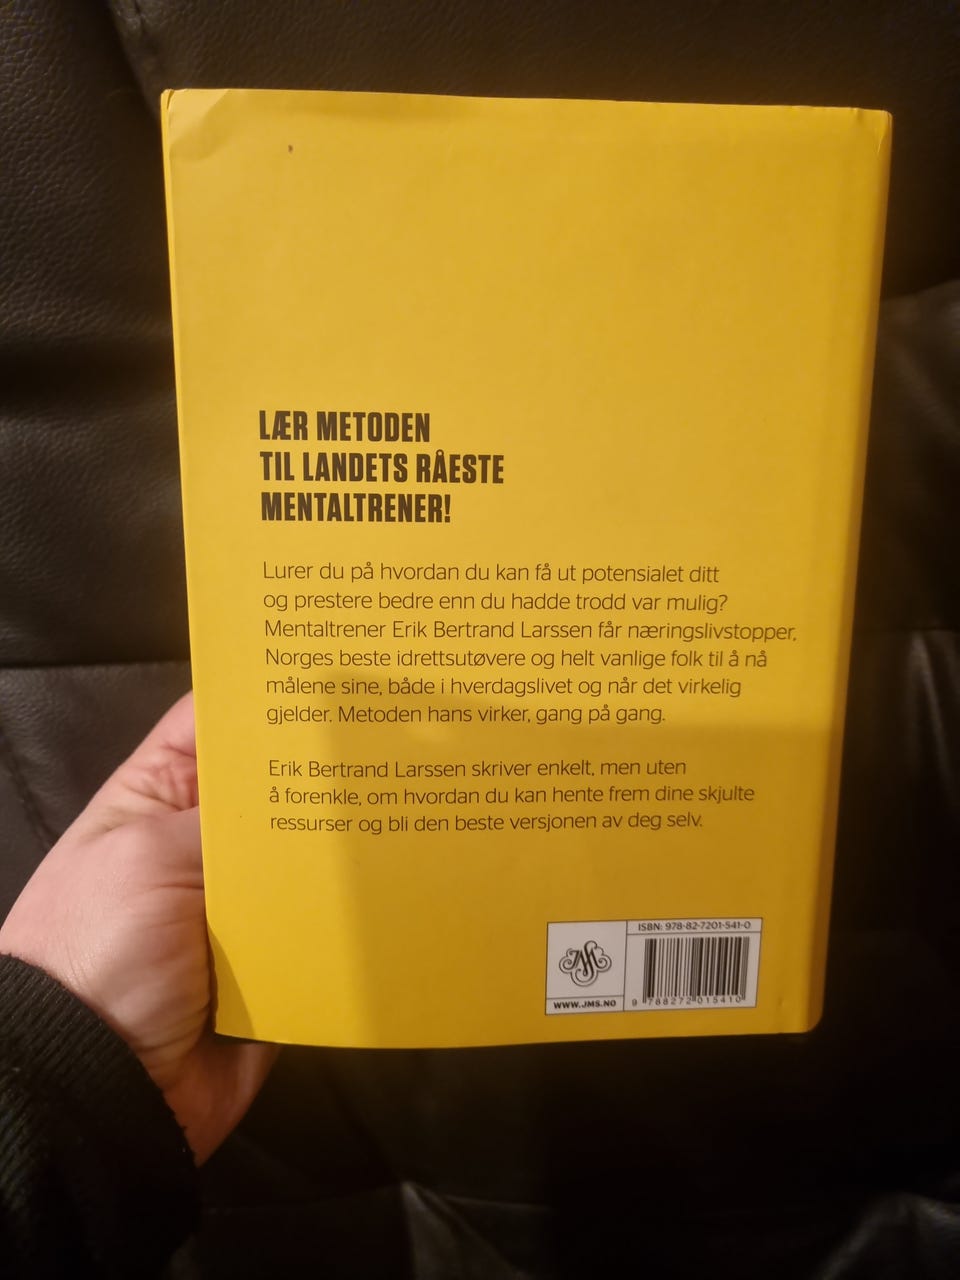 LÆR METODEN
TIL LANDETS RÅESTE
MENTALTRENER!
Lurer du på hvordan du kan få ut potensialet ditt
og prestere bedre enn du hadde trodd var mulig?
Mentaltrener Erik Bertrand Larssen får næringslivstopper,
Norges beste idrettsutøvere og helt vanlige folk til å nå
målene sine, både i hverdagslivet og når det virkelig
gjelder. Metoden hans virker, gang på gang.
Erik Bertrand Larssen skriver enkelt, men uten
å forenkle, om hvordan du kan hente frem dine skjulte
ressurser og bli den beste versjonen av deg selv.
ISBN: 978-82-7201-541-0
JMS
WWW.JMS.NO
9 788272 015410